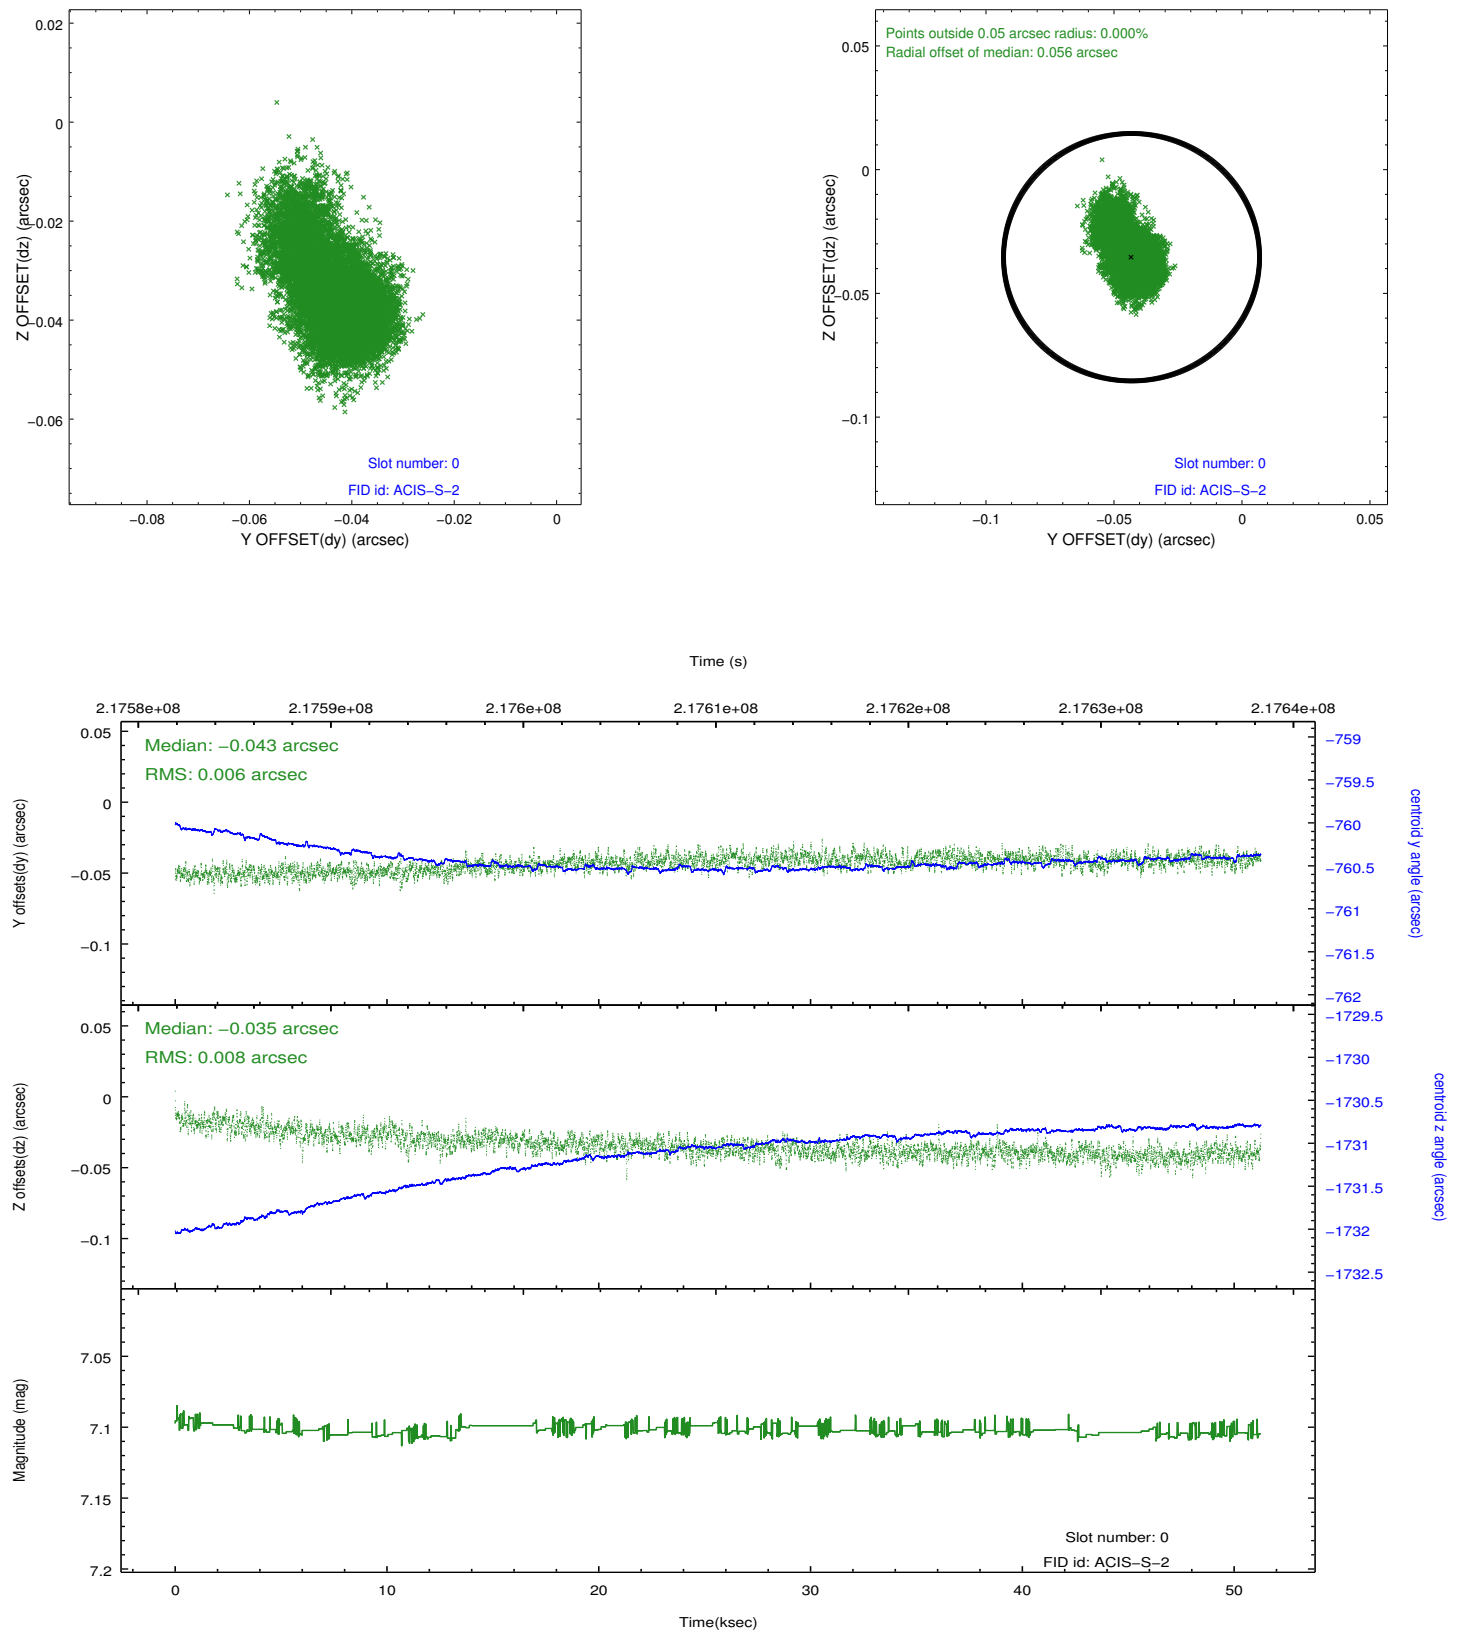 0.02
0
−0.02
−0.04
−0.06
Z OFFSET(dz) (arcsec)
Slot number: 0
FID id: ACIS−S−2
−0.08
−0.06
−0.04
−0.02
0
Y OFFSET(dy) (arcsec)
Points outside 0.05 arcsec radius: 0.000%
Radial offset of median: 0.056 arcsec
0.05
0
−0.05
−0.1
Z OFFSET(dz) (arcsec)
Slot number: 0
FID id: ACIS−S−2
−0.1
−0.05
0
0.05
Y OFFSET(dy) (arcsec)
Time (s)
2.1758e+08
2.1759e+08
2.176e+08
2.1761e+08
2.1762e+08
2.1763e+08
2.1764e+08
Median: −0.043 arcsec
RMS: 0.006 arcsec
0.05
0
−0.05
−0.1
Y offsets(dy) (arcsec)
−759
−759.5
−760
−760.5
−761
−761.5
−762
centroid y angle (arcsec)
Median: −0.035 arcsec
RMS: 0.008 arcsec
0.05
0
−0.05
−0.1
Z offsets(dz) (arcsec)
−1729.5
−1730
−1730.5
−1731
−1731.5
−1732
−1732.5
centroid z angle (arcsec)
7.05
7.1
7.15
7.2
Magnitude (mag)
Slot number: 0
FID id: ACIS−S−2
0
10
20
30
40
50
Time(ksec)